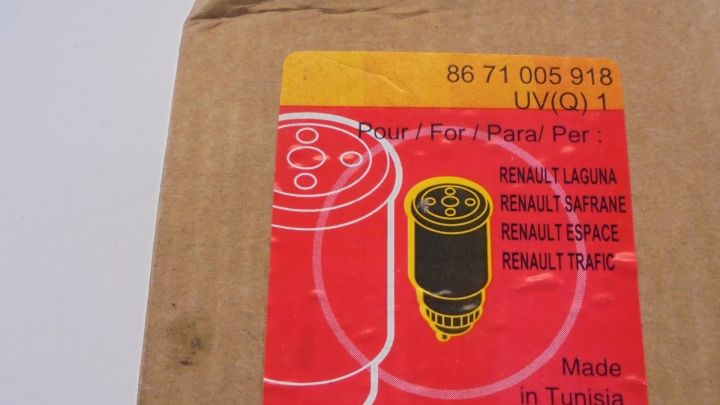 86 71 005 918
UV(Q) 1
Pour / For / Para/ Per :
RENAULT LAGUNA
RENAULT SAFRANE
RENAULT ESPACE
RENAULT TRAFIC
Made
in Tunisia